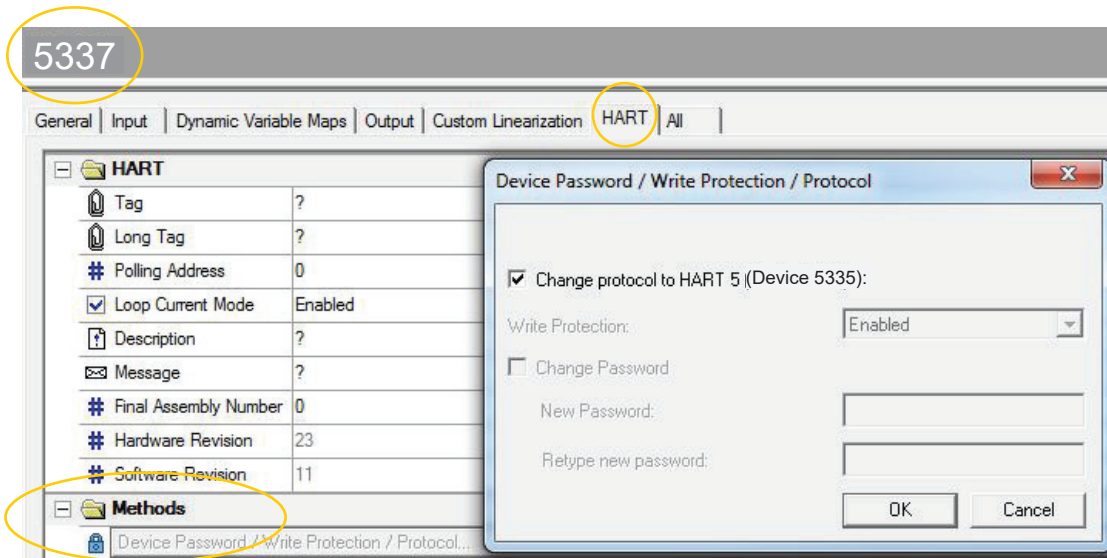 5337
General Input Dynamic Variable Maps Output Custom Linearization HART All
HART
Tag ?
Long Tag ?
# Polling Address 0
Loop Current Mode Enabled
Description ?
Message ?
# Final Assembly Number 0
# Hardware Revision 23
# Software Revision 11
Methods
Device Password / Write Protection / Protocol...
Device Password / Write Protection / Protocol
Change protocol to HART 5 (Device 5335):
Write Protection: Enabled
Change Password
New Password:
Retype new password:
OK Cancel